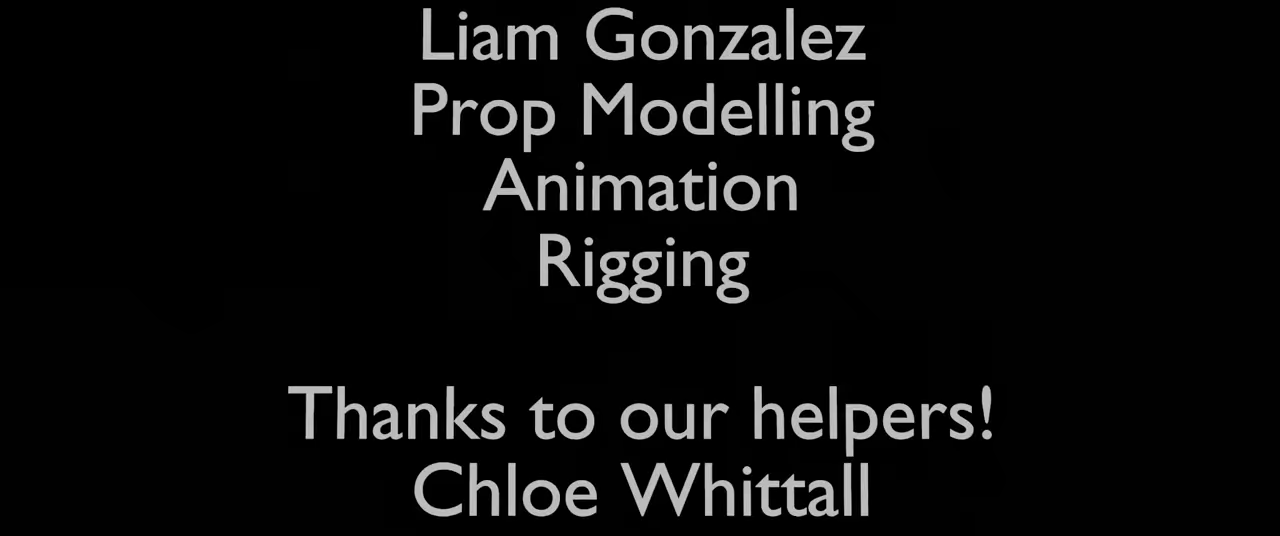 Liam Gonzalez
Prop Modelling
Animation
Rigging
Thanks to our helpers!
Chloe Whittall